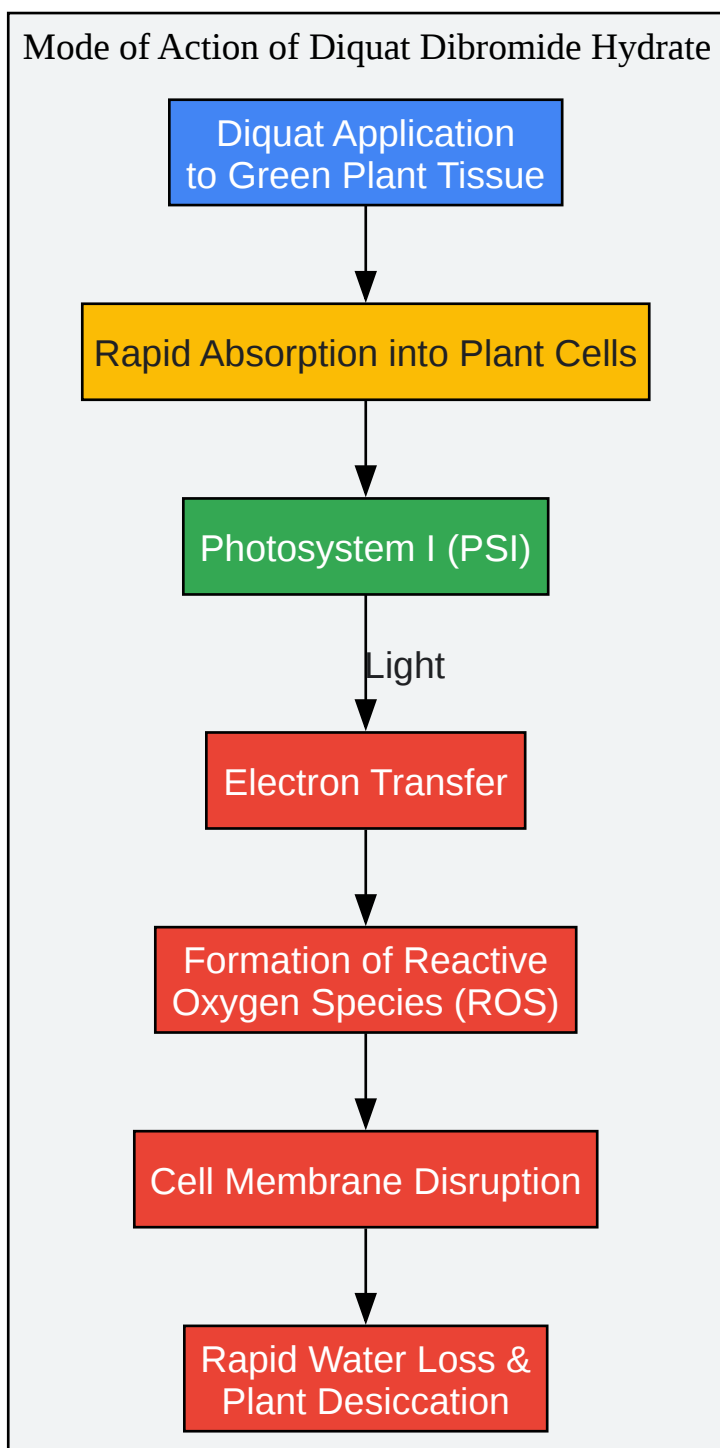 Mode of Action of Diquat Dibromide Hydrate
Diquat Application
to Green Plant Tissue
Rapid Absorption into Plant Cells
Photosystem I (PSI)
Light
Electron Transfer
Formation of Reactive
Oxygen Species (ROS)
Cell Membrane Disruption
Rapid Water Loss &
Plant Desiccation